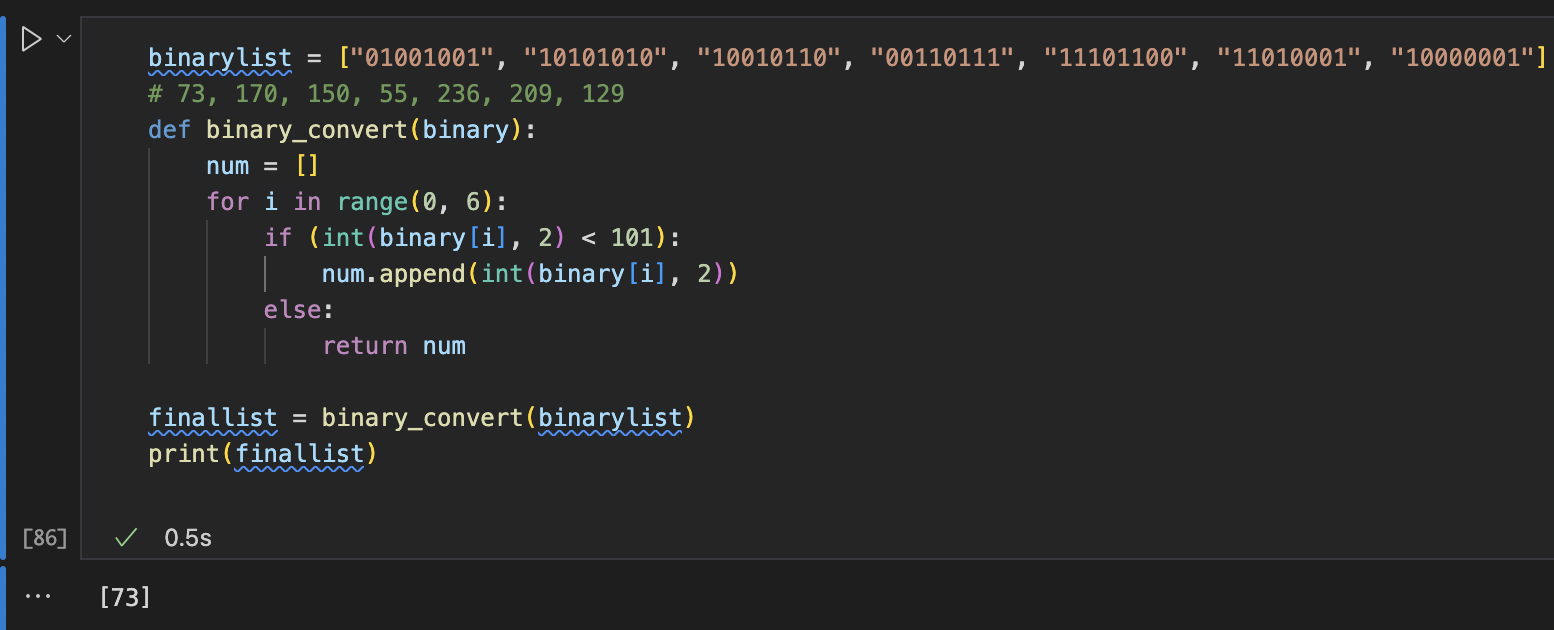 binarylist = ["01001001", "10101010", "10010110", "00110111", "11101100", "11010001", "10000001"]
# 73, 170, 150, 55, 236, 209, 129
def binary_convert(binary):
    num = []
    for i in range(0, 6):
        if (int(binary[i], 2) < 101):
            num.append(int(binary[i], 2))
        else:
            return num
finallist = binary_convert(binarylist)
print(finallist)
[86] ✓ 0.5s
... [73]